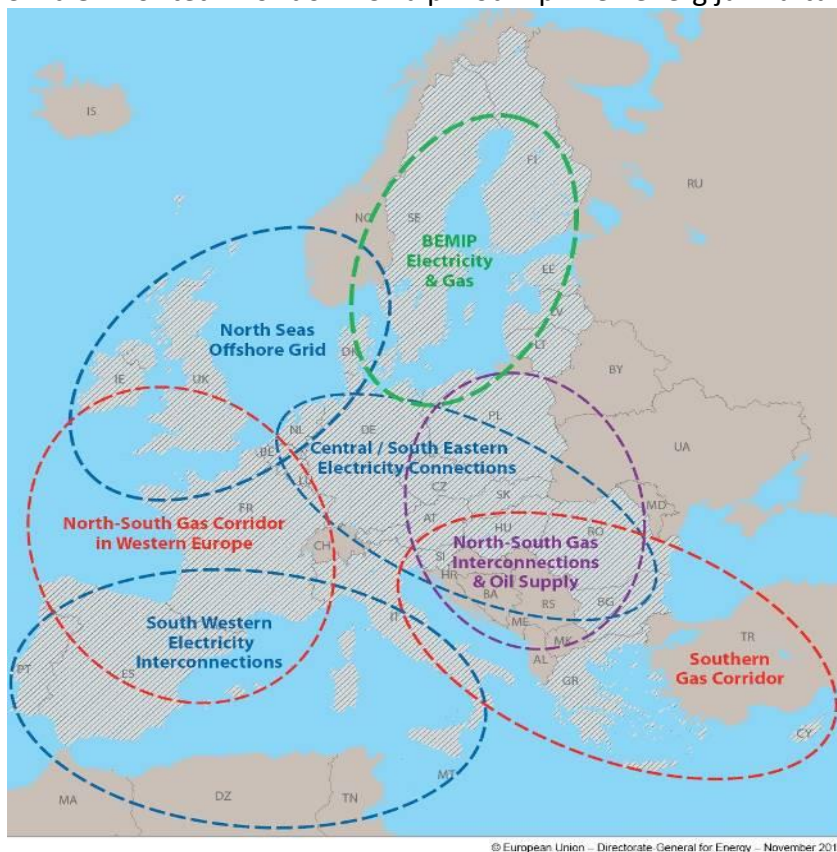 IS
RU
FI
NO
SE
BEMIP
Electricity
& Gas
EE
LV
LT
North Seas
Offshore Grid
DK
IE
UK
BY
PL
NL
DE
BE
Central / South Eastern
Electricity Connections
UA
LU
CZ
SK
FR
AT
MD
North-South Gas Corridor
in Western Europe
CH
HU
RO
SI
North-South Gas
Interconnections
& Oil Supply
HR
BA
RS
BG
South Western
Electricity
Interconnections
IT
ME
MK
TR
AL
Southern
Gas Corridor
PT
ES
GR
CY
MT
MA
DZ
TN
© European Union – Directorate-General for Energy – November 201